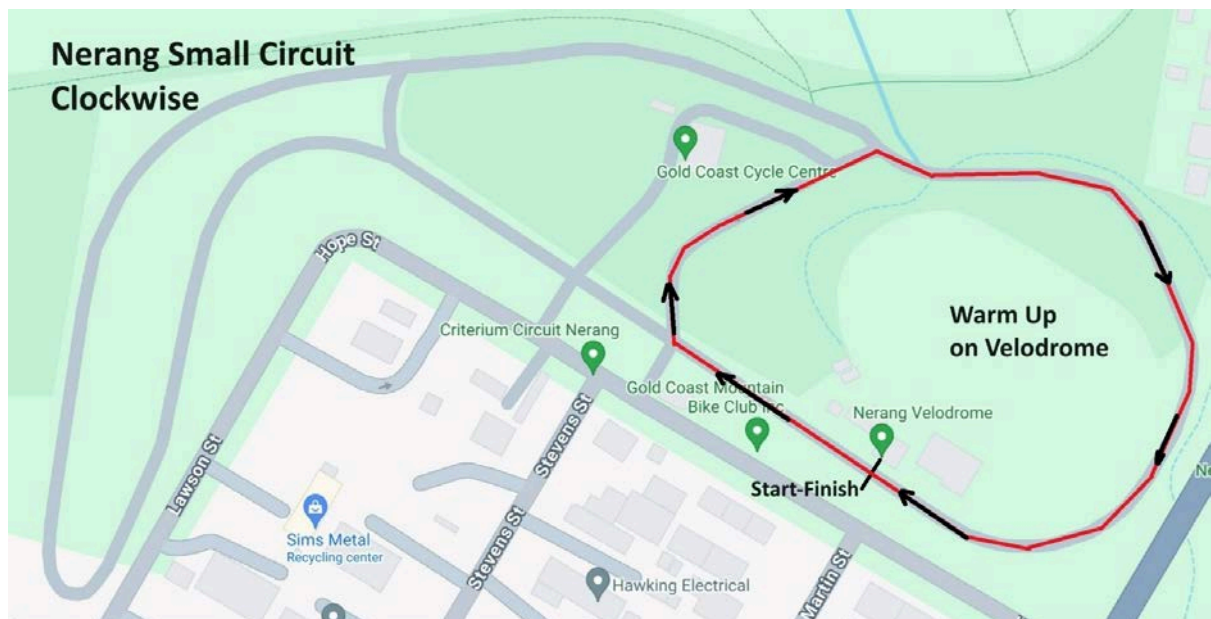 Nerang Small Circuit
Clockwise
Gold Coast Cycle Centre
Hope St
Criterium Circuit Nerang
Warm Up
on Velodrome
Gold Coast Mountain
Bike Club Inc
Nerang Velodrome
Lawson St
Stevens St
Start-Finish
Sims Metal
Recycling center
Stevens St
Hawking Electrical
Martin St